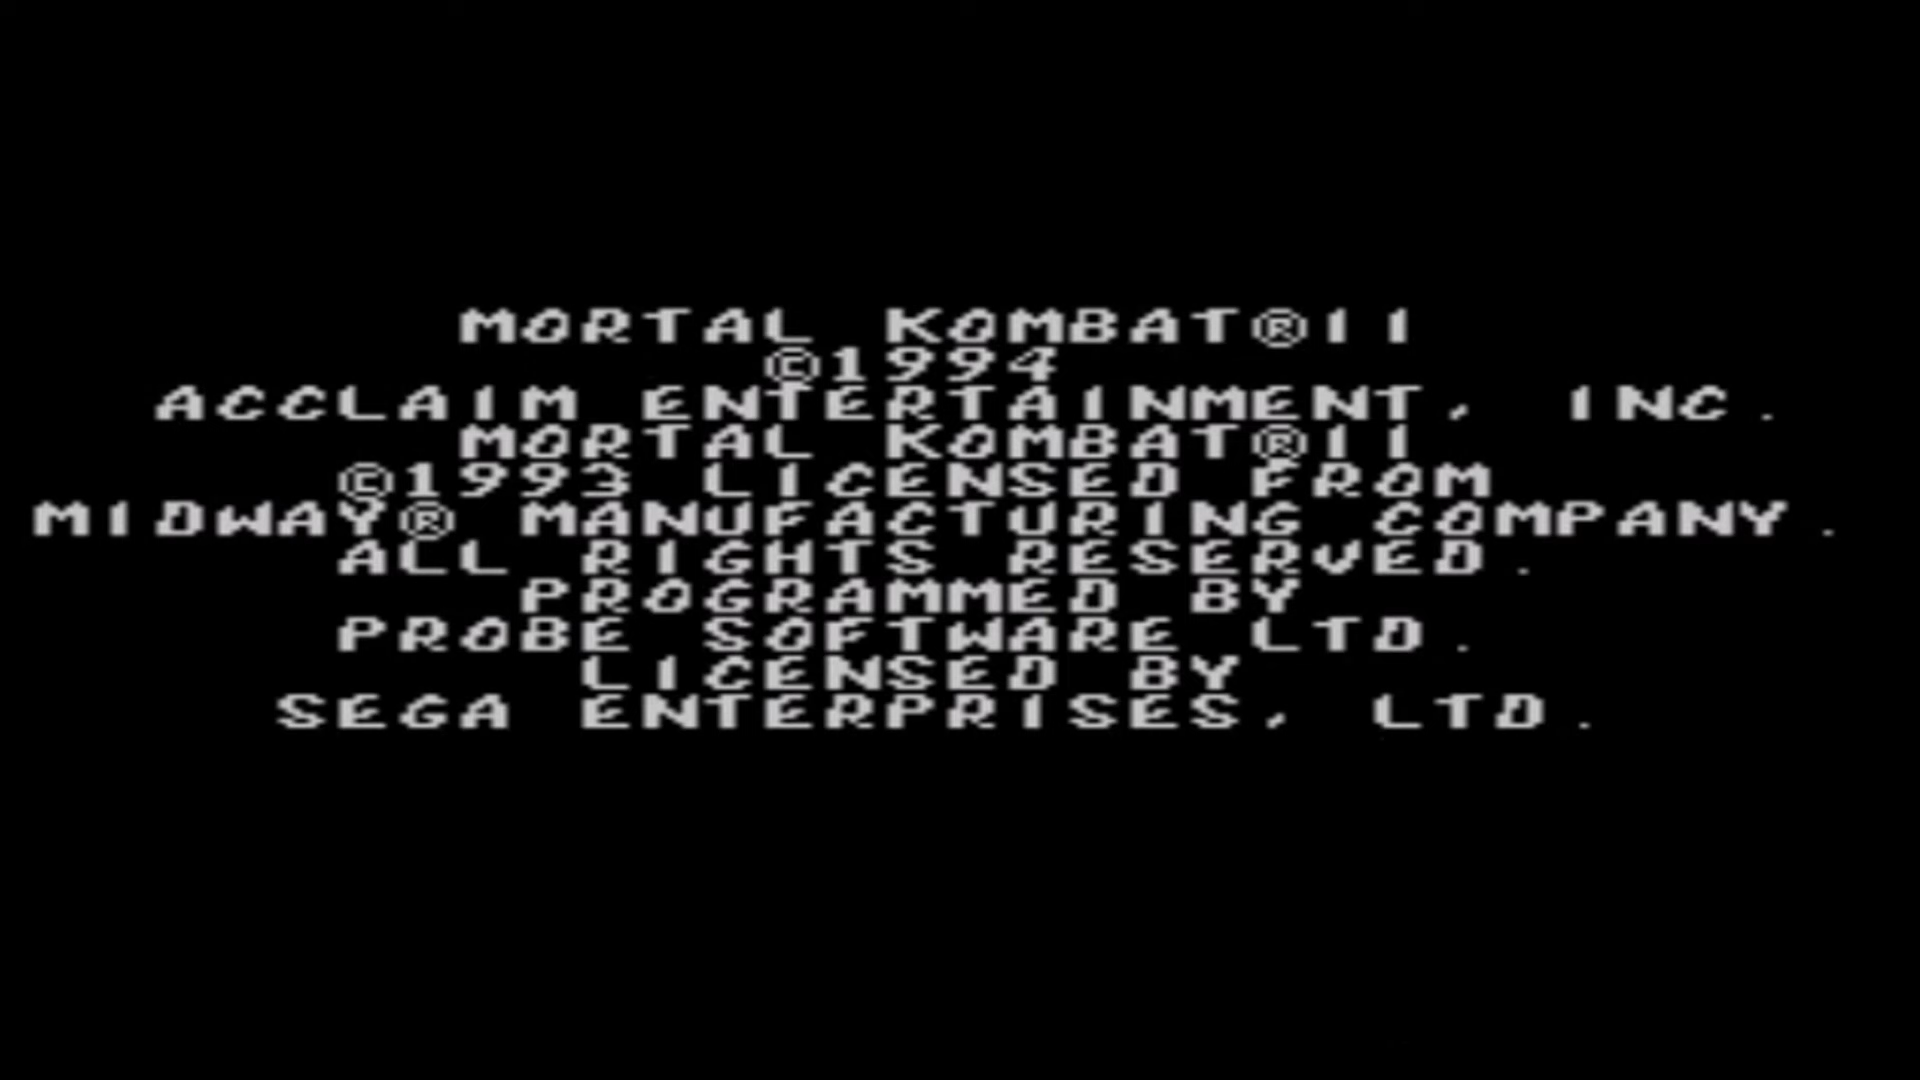 MORTAL KOMBAT®II
©1994
ACCLAIM ENTERTAINMENT, INC.
MORTAL KOMBAT®II
©1993 LICENSED FROM
MIDWAY® MANUFACTURING COMPANY.
ALL RIGHTS RESERVED.
PROGRAMMED BY
PROBE SOFTWARE LTD.
LICENSED BY
SEGA ENTERPRISES, LTD.